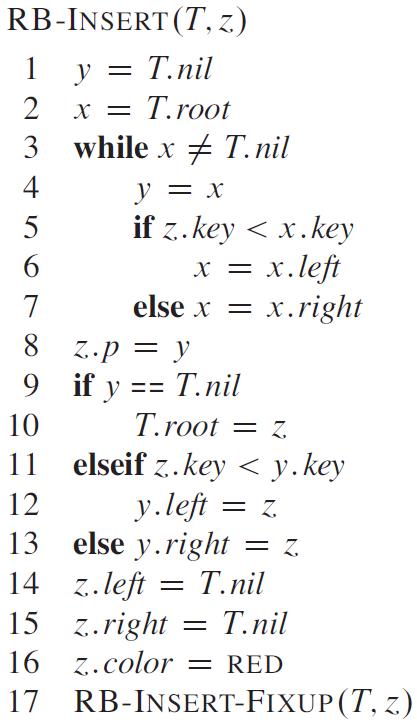 RB-INSERT(T, z)
1 y = T.nil
2 x = T.root
3 while x ≠ T.nil
4 y = x
5 if z.key < x.key
6 x = x.left
7 else x = x.right
8 z.p = y
9 if y == T.nil
10 T.root = z
11 elseif z.key < y.key
12 y.left = z
13 else y.right = z
14 z.left = T.nil
15 z.right = T.nil
16 z.color = RED
17 RB-INSERT-FIXUP(T, z)